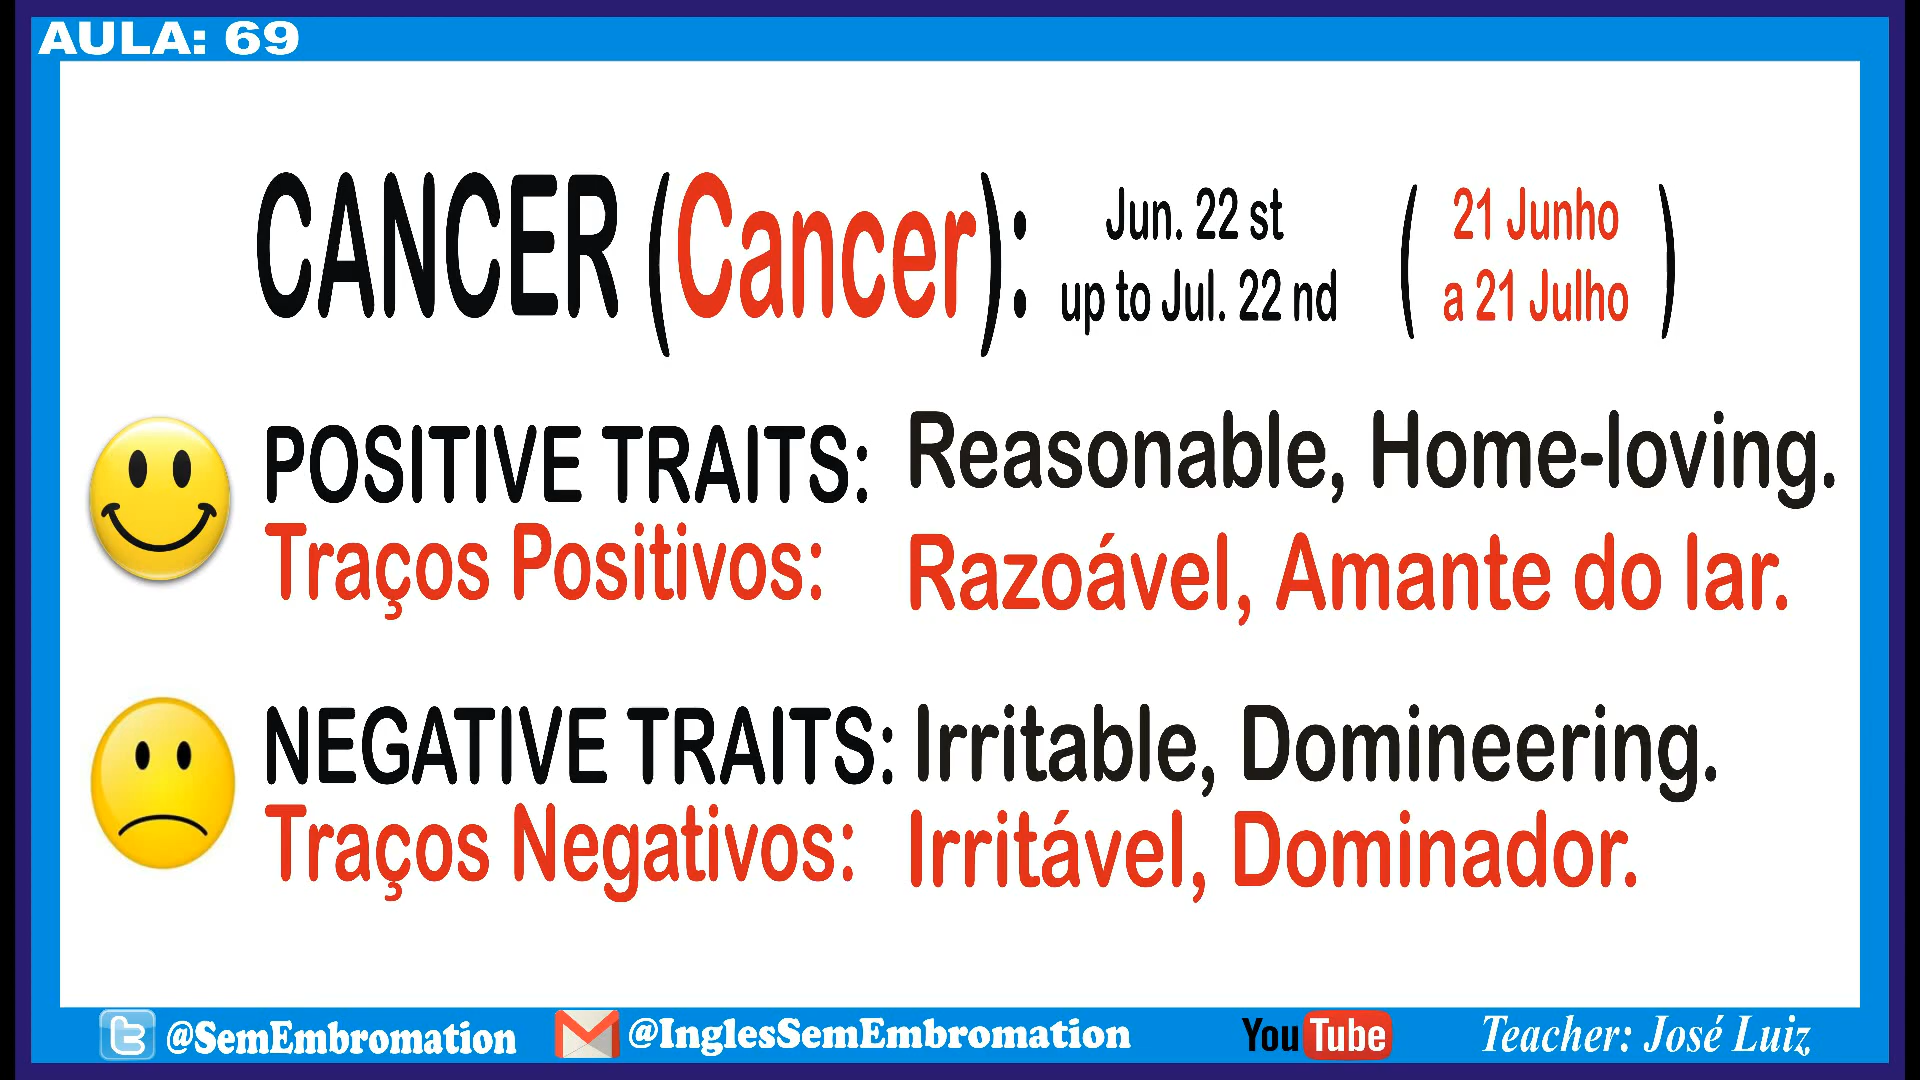 AULA: 69
CANCER (Cancer): Jun. 22 st up to Jul. 22 nd ( 21 Junho a 21 Julho )
POSITIVE TRAITS: Reasonable, Home-loving.
Traços Positivos: Razoável, Amante do lar.
NEGATIVE TRAITS: Irritable, Domineering.
Traços Negativos: Irritável, Dominador.
@SemEmbromation @InglesSemEmbromation YouTube Teacher: José Luiz